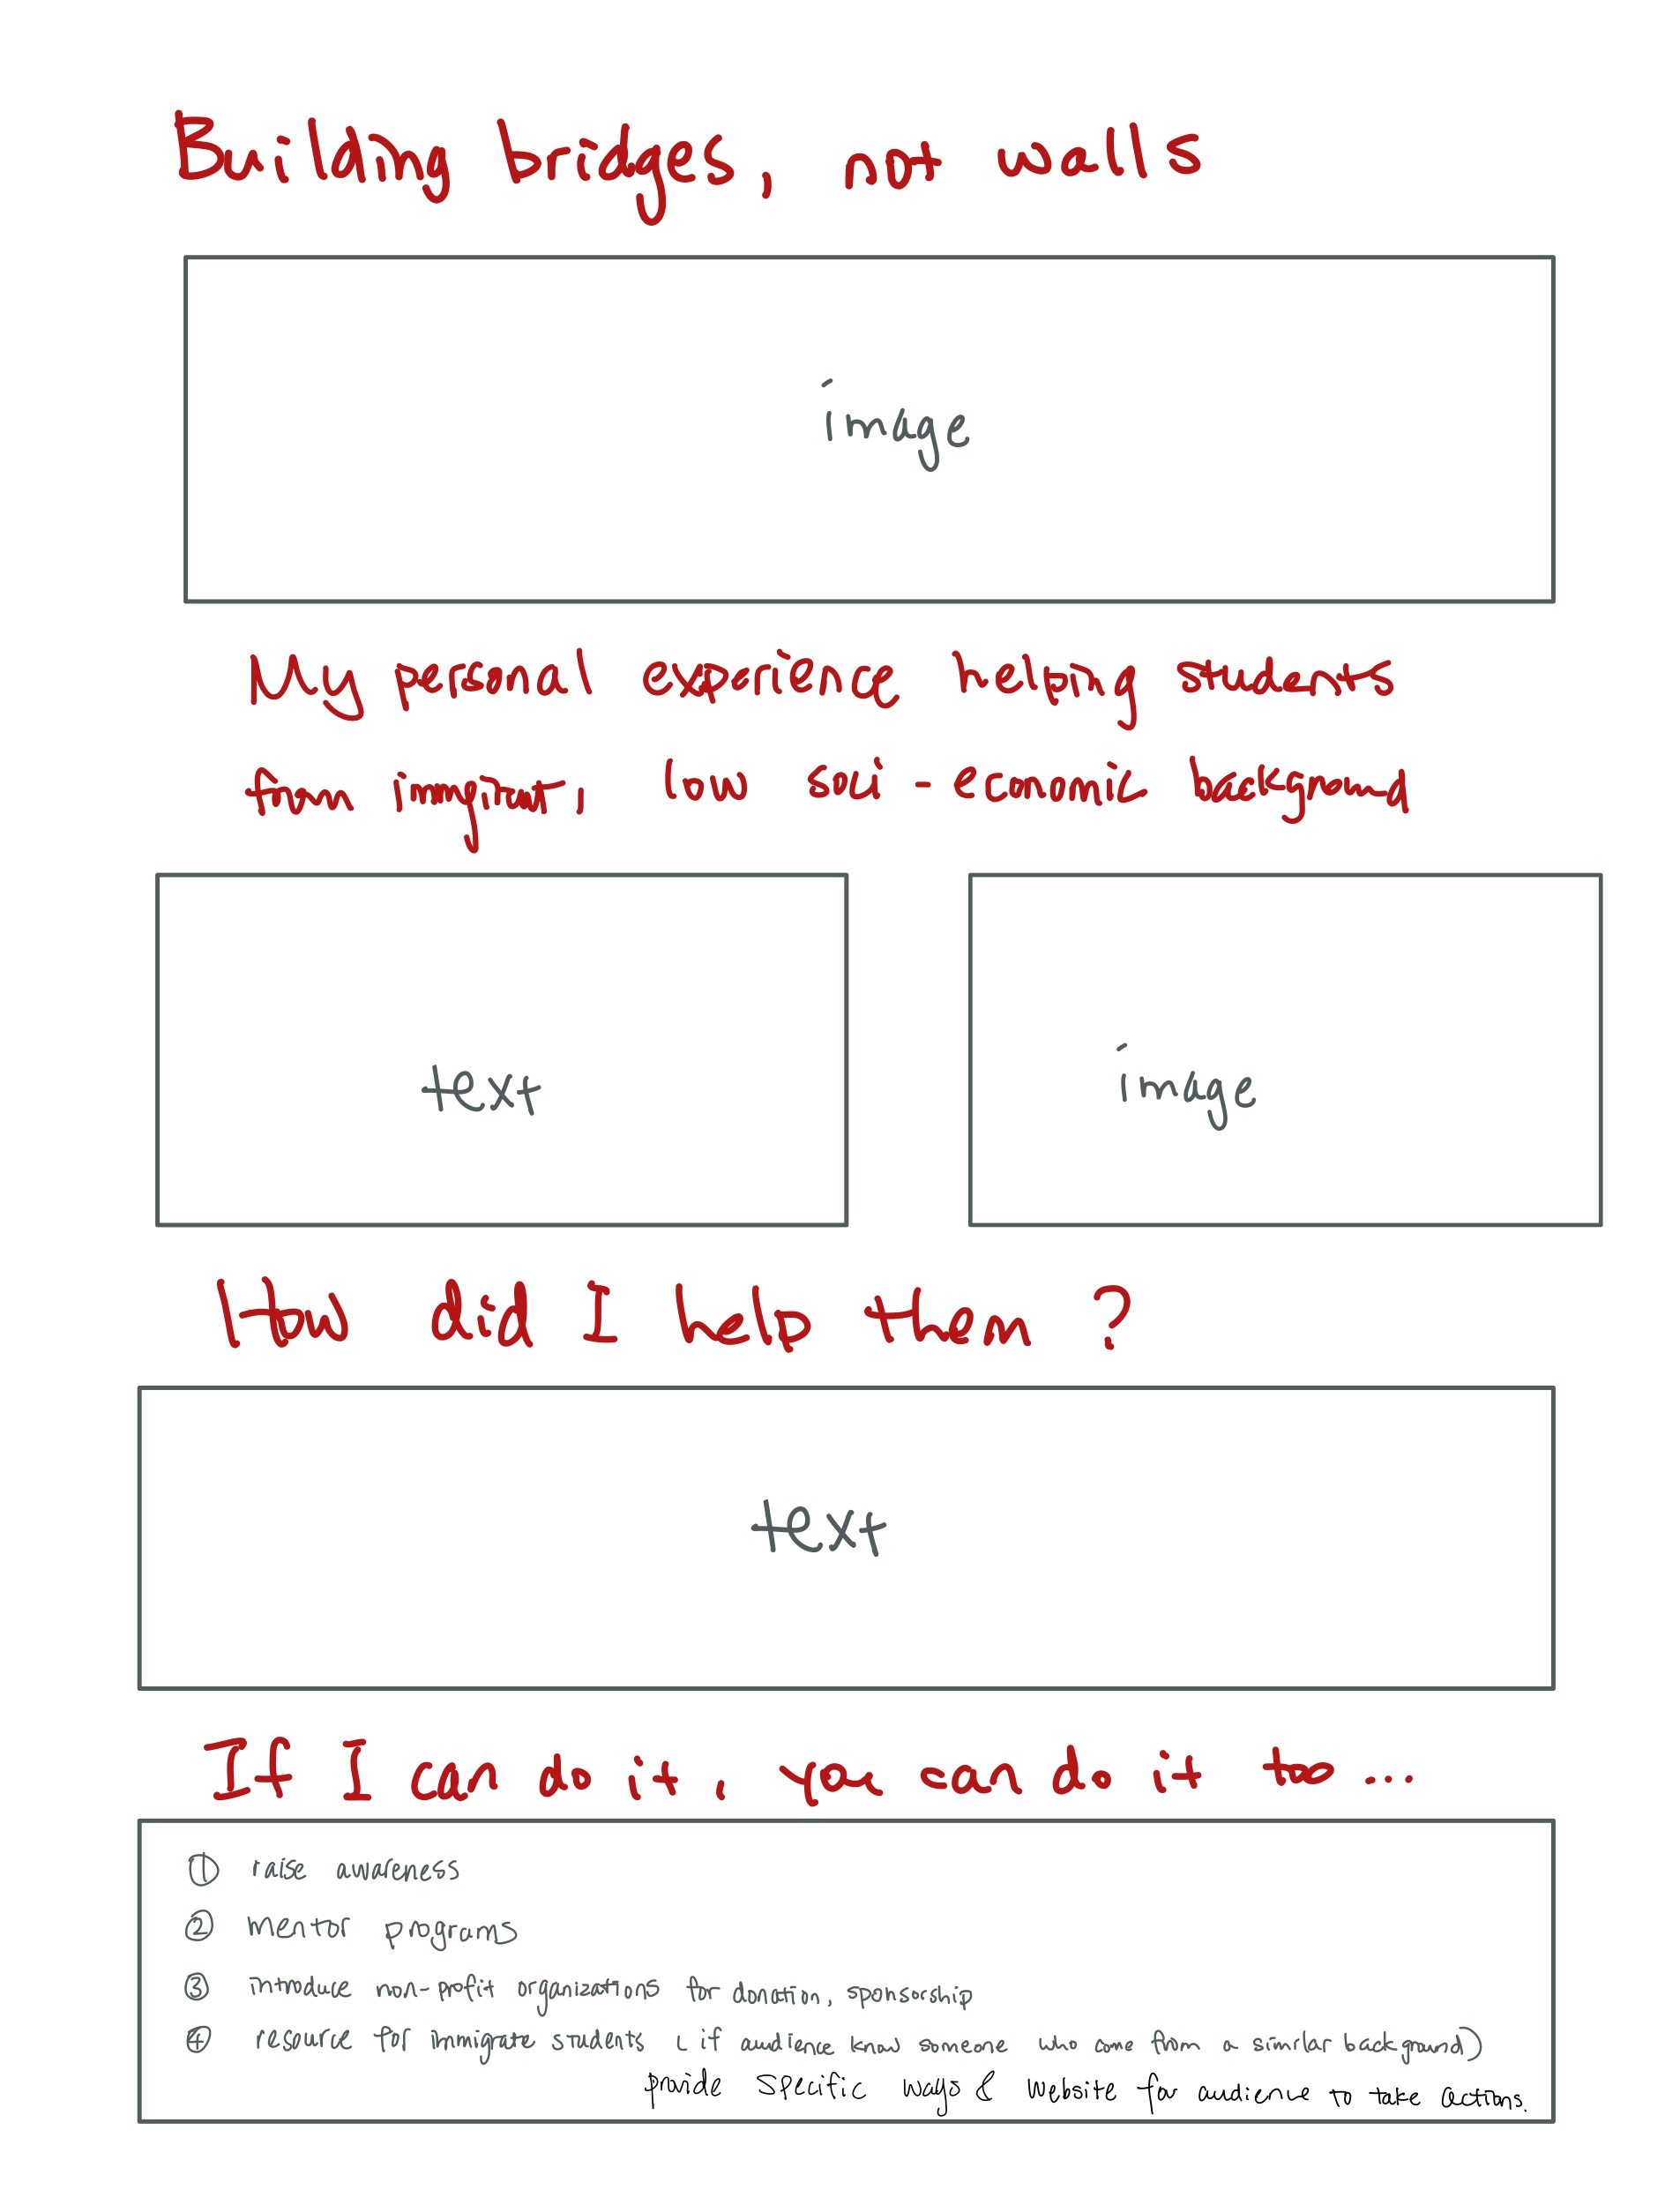 Building bridges, not walls
image
My personal experience helping students
from immgirant, low soci-economic background
text
image
How did I help them ?
text
If I can do it, you can do it too...
① raise awareness
② mentor programs
③ introduce non-profit organizations for donation, sponsorship
④ resource for immigrate students ( if audience know someone who come from a similar background)
provide specific ways & website for audience to take actions.